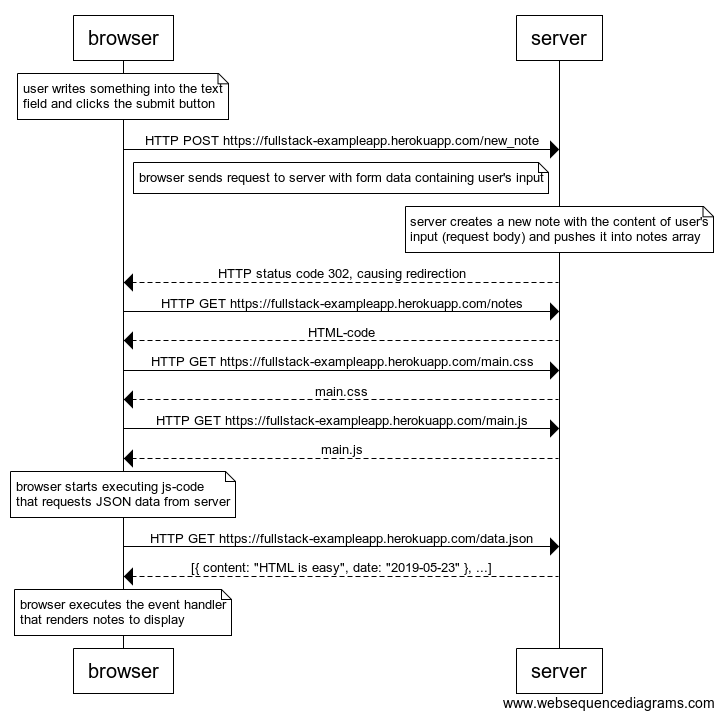 browser
server
user writes something into the text
field and clicks the submit button
HTTP POST https://fullstack-exampleapp.herokuapp.com/new_note
browser sends request to server with form data containing user's input
server creates a new note with the content of user's
input (request body) and pushes it into notes array
HTTP status code 302, causing redirection
HTTP GET https://fullstack-exampleapp.herokuapp.com/notes
HTML-code
HTTP GET https://fullstack-exampleapp.herokuapp.com/main.css
main.css
HTTP GET https://fullstack-exampleapp.herokuapp.com/main.js
main.js
browser starts executing js-code
that requests JSON data from server
HTTP GET https://fullstack-exampleapp.herokuapp.com/data.json
[{ content: "HTML is easy", date: "2019-05-23" }, ...]
browser executes the event handler
that renders notes to display
browser
server
www.websequencediagrams.com